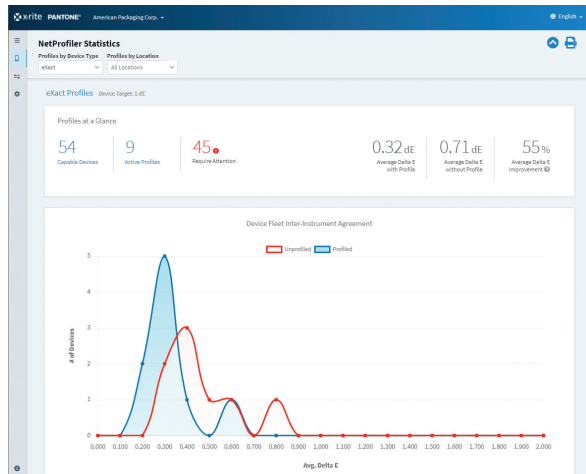 x·rite PANTONE® American Packaging Corp. English
NetProfiler Statistics
Profiles by Device Type Profiles by Location
eXact All Locations
eXact Profiles Device Target: 1 dE
Profiles at a Glance
54 9 45 0.32 dE 0.71 dE 55%
Capable Devices Active Profiles Require Attention Average Delta E with Profile Average Delta E without Profile Average Delta E Improvement
Device Fleet Inter-Instrument Agreement
Unprofiled Profiled
5
4
3
2
1
0
# of Devices
0.000 0.100 0.200 0.300 0.400 0.500 0.600 0.700 0.800 0.900 1.000 1.100 1.200 1.300 1.400 1.500 1.600 1.700 1.800 1.900 2.000
Avg. Delta E